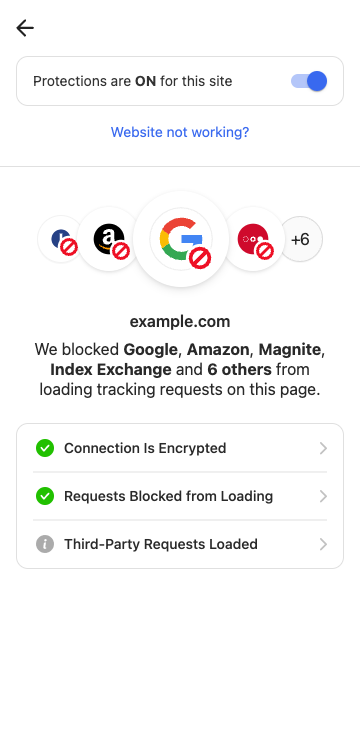 Protections are ON for this site
Website not working?
+6
example.com
We blocked Google, Amazon, Magnite,
Index Exchange and 6 others from
loading tracking requests on this page.
Connection Is Encrypted
Requests Blocked from Loading
Third-Party Requests Loaded